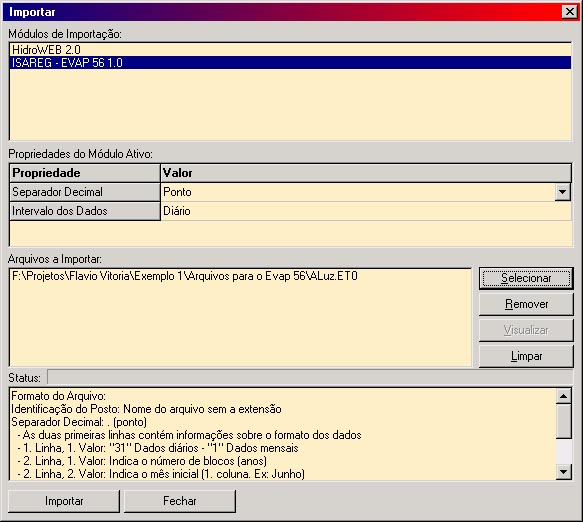 Importar
Módulos de Importação:
HidroWEB 2.0
ISAREG - EVAP 56 1.0
Propriedades do Módulo Ativo:
Propriedade Valor
Separador Decimal Ponto
Intervalo dos Dados Diário
Arquivos a Importar:
F:\Projetos\Flavio Vitoria\Exemplo 1\Arquivos para o Evap 56\ALuz.ET0
Selecionar
Remover
Visualizar
Limpar
Status:
Formato do Arquivo:
Identificação do Posto: Nome do arquivo sem a extensão
Separador Decimal: . (ponto)
- As duas primeiras linhas contém informações sobre o formato dos dados
- 1. Linha, 1. Valor: "31" Dados diários - "1" Dados mensais
- 2. Linha, 1. Valor: Indica o número de blocos (anos)
- 2. Linha, 2. Valor: Indica o mês inicial (1. coluna. Ex: Junho)
Importar Fechar